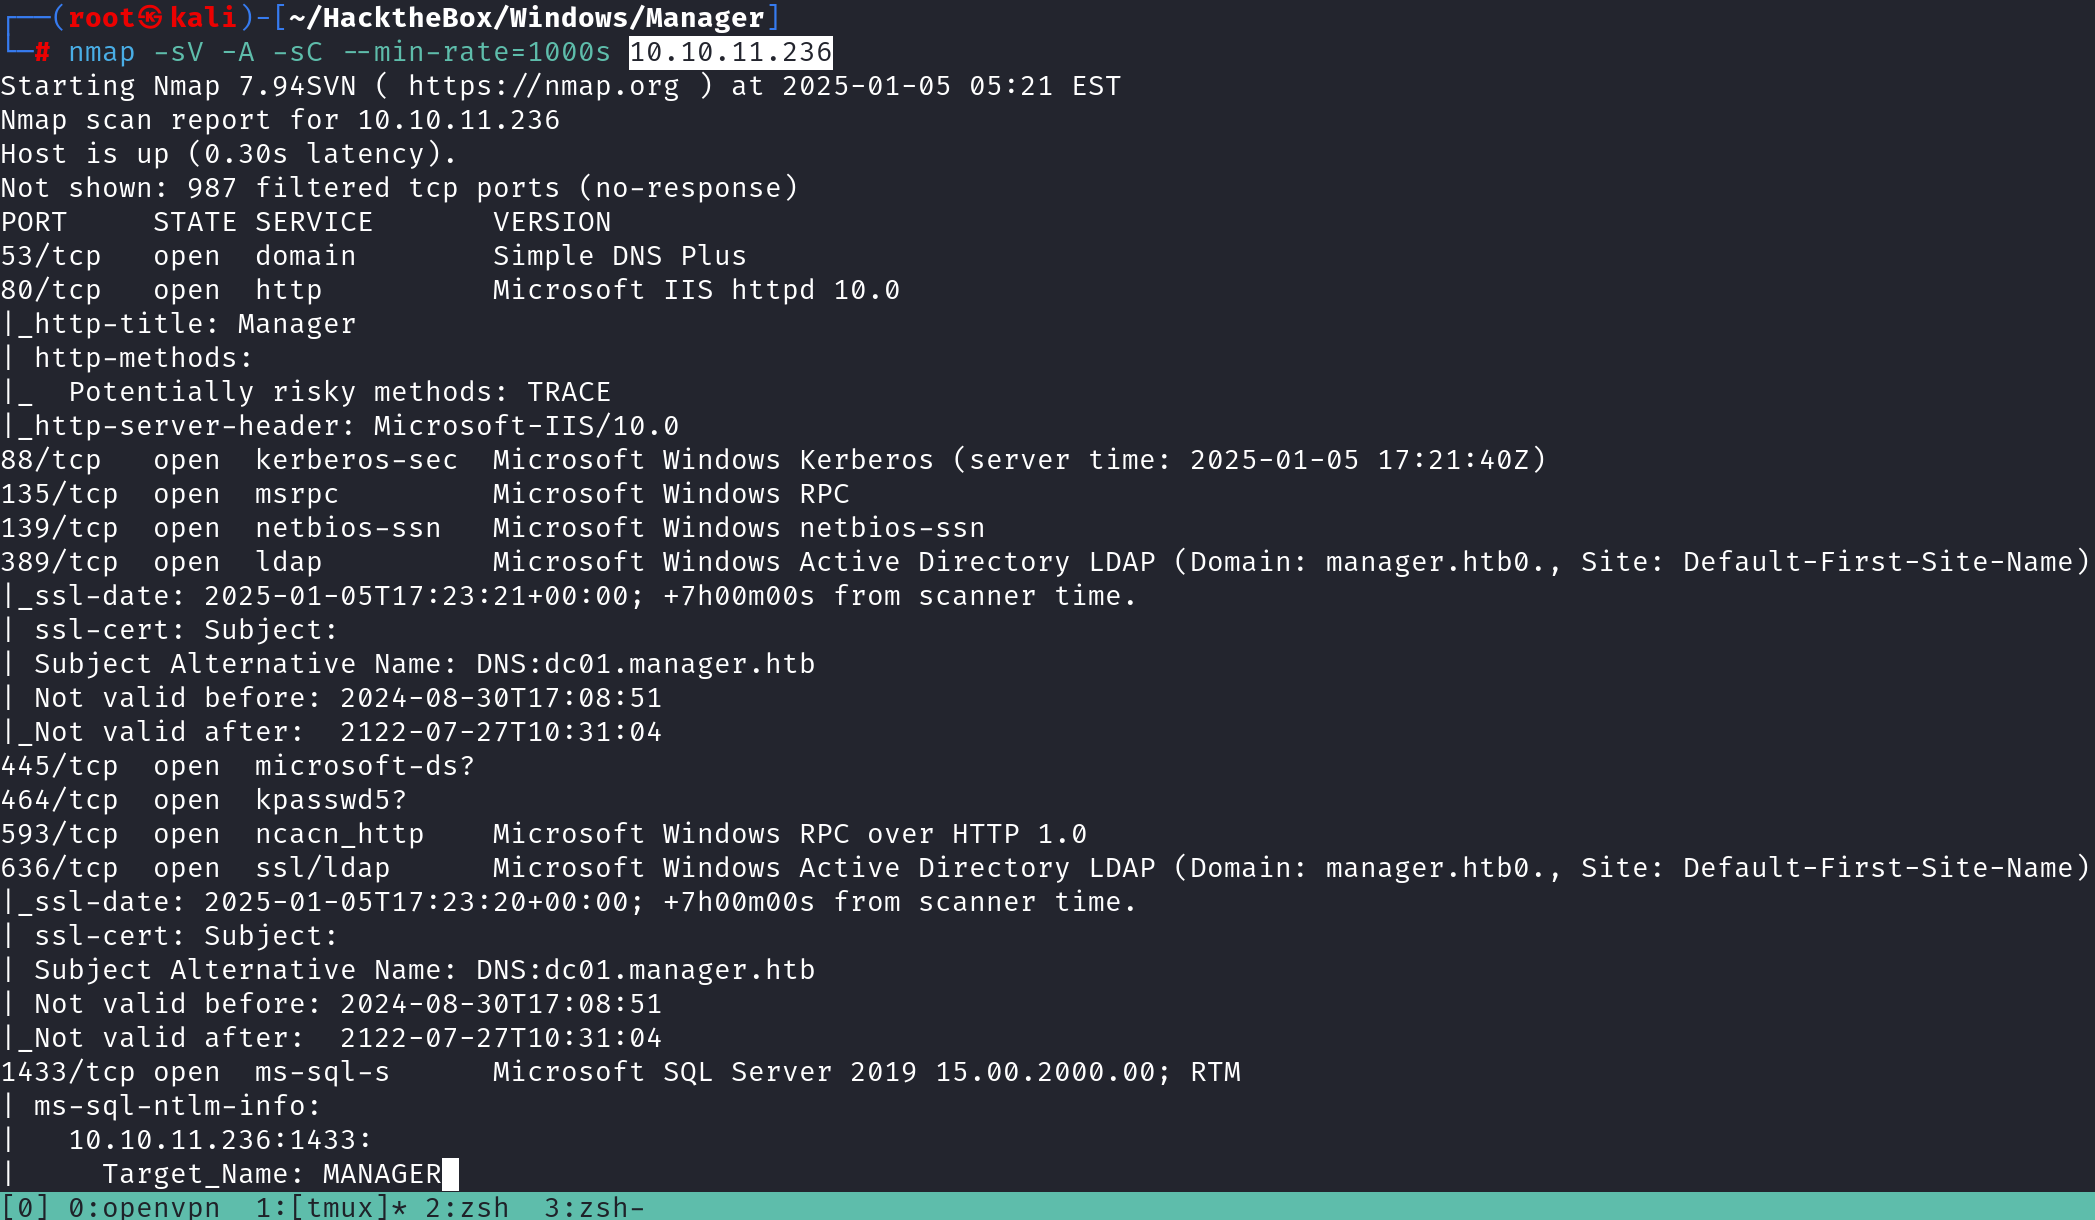 ┌──(root㉿kali)-[~/HacktheBox/Windows/Manager]
└─# nmap -sV -A -sC --min-rate=1000s 10.10.11.236
Starting Nmap 7.94SVN ( https://nmap.org ) at 2025-01-05 05:21 EST
Nmap scan report for 10.10.11.236
Host is up (0.30s latency).
Not shown: 987 filtered tcp ports (no-response)
PORT     STATE SERVICE       VERSION
53/tcp   open  domain        Simple DNS Plus
80/tcp   open  http          Microsoft IIS httpd 10.0
|_http-title: Manager
| http-methods:
|_  Potentially risky methods: TRACE
|_http-server-header: Microsoft-IIS/10.0
88/tcp   open  kerberos-sec  Microsoft Windows Kerberos (server time: 2025-01-05 17:21:40Z)
135/tcp  open  msrpc         Microsoft Windows RPC
139/tcp  open  netbios-ssn   Microsoft Windows netbios-ssn
389/tcp  open  ldap          Microsoft Windows Active Directory LDAP (Domain: manager.htb0., Site: Default-First-Site-Name)
|_ssl-date: 2025-01-05T17:23:21+00:00; +7h00m00s from scanner time.
| ssl-cert: Subject:
| Subject Alternative Name: DNS:dc01.manager.htb
| Not valid before: 2024-08-30T17:08:51
|_Not valid after:  2122-07-27T10:31:04
445/tcp  open  microsoft-ds?
464/tcp  open  kpasswd5?
593/tcp  open  ncacn_http    Microsoft Windows RPC over HTTP 1.0
636/tcp  open  ssl/ldap      Microsoft Windows Active Directory LDAP (Domain: manager.htb0., Site: Default-First-Site-Name)
|_ssl-date: 2025-01-05T17:23:20+00:00; +7h00m00s from scanner time.
| ssl-cert: Subject:
| Subject Alternative Name: DNS:dc01.manager.htb
| Not valid before: 2024-08-30T17:08:51
|_Not valid after:  2122-07-27T10:31:04
1433/tcp open  ms-sql-s      Microsoft SQL Server 2019 15.00.2000.00; RTM
| ms-sql-ntlm-info:
|   10.10.11.236:1433:
|     Target_Name: MANAGER
[0] 0:openvpn  1:[tmux]* 2:zsh  3:zsh-